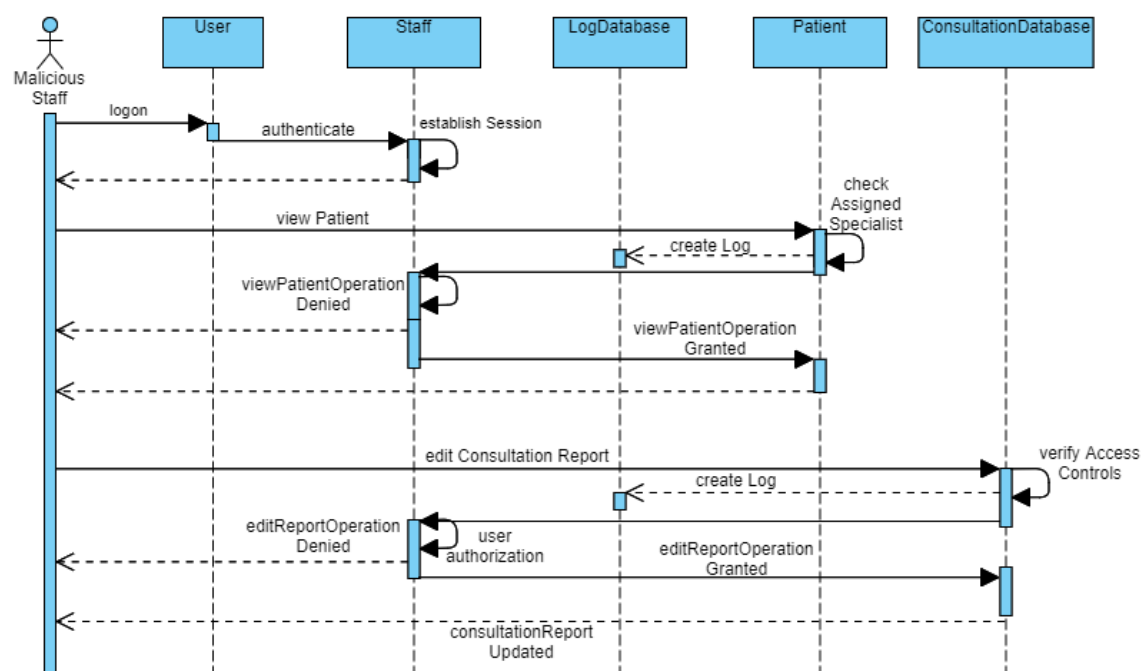 User
Staff
LogDatabase
Patient
ConsultationDatabase
Malicious
Staff
logon
authenticate
establish Session
check
Assigned
Specialist
view Patient
create Log
viewPatientOperation
Denied
viewPatientOperation
Granted
edit Consultation Report
verify Access
Controls
create Log
editReportOperation
Denied
user
authorization
editReportOperation
Granted
consultationReport
Updated